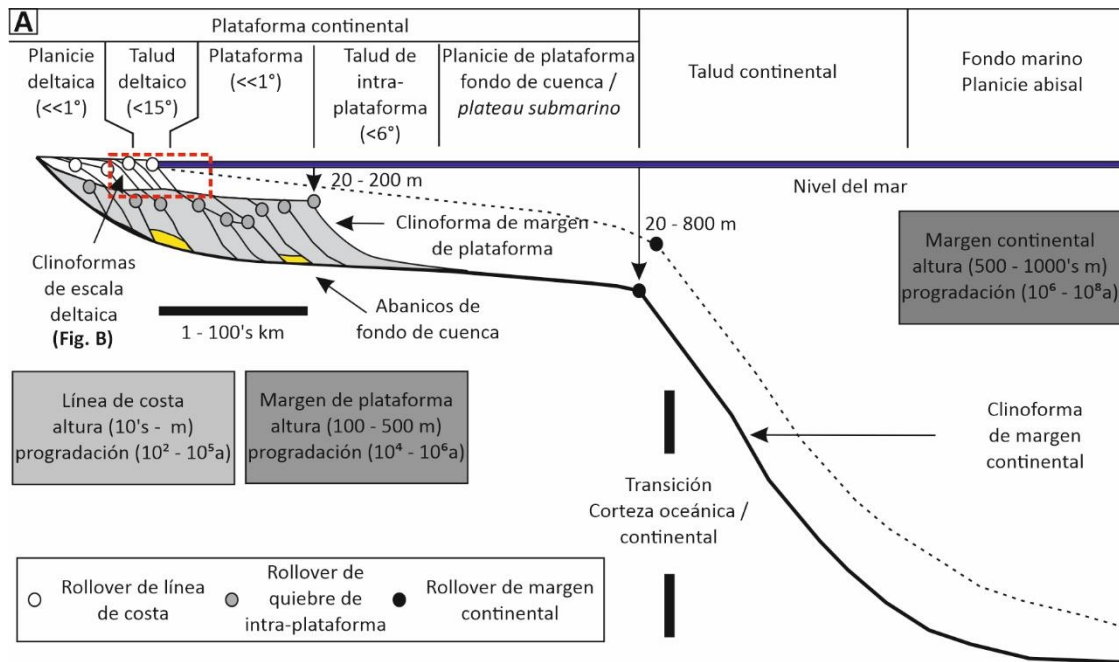 A
Plataforma continental
Planicie
deltaica
(<<1°)
Talud
deltaico
(<15°)
Plataforma
(<<1°)
Talud de
intra-
plataforma
(<6°)
Planicie de plataforma
fondo de cuenca /
plateau submarino
Talud continental
Fondo marino
Planicie abisal
20 - 200 m
Nivel del mar
Clinoforma de margen
de plataforma
20 - 800 m
Margen continental
altura (500 - 1000's m)
progradación (10⁶ - 10⁸a)
Clinoformas
de escala
deltaica
(Fig. B)
Abanicos de
fondo de cuenca
1 - 100's km
Línea de costa
altura (10's - m)
progradación (10² - 10⁵a)
Margen de plataforma
altura (100 - 500 m)
progradación (10⁴ - 10⁶a)
Clinoforma
de margen
continental
Transición
Corteza oceánica /
continental
Rollover de línea
de costa
Rollover de
quiebre de
intra-plataforma
Rollover de margen
continental